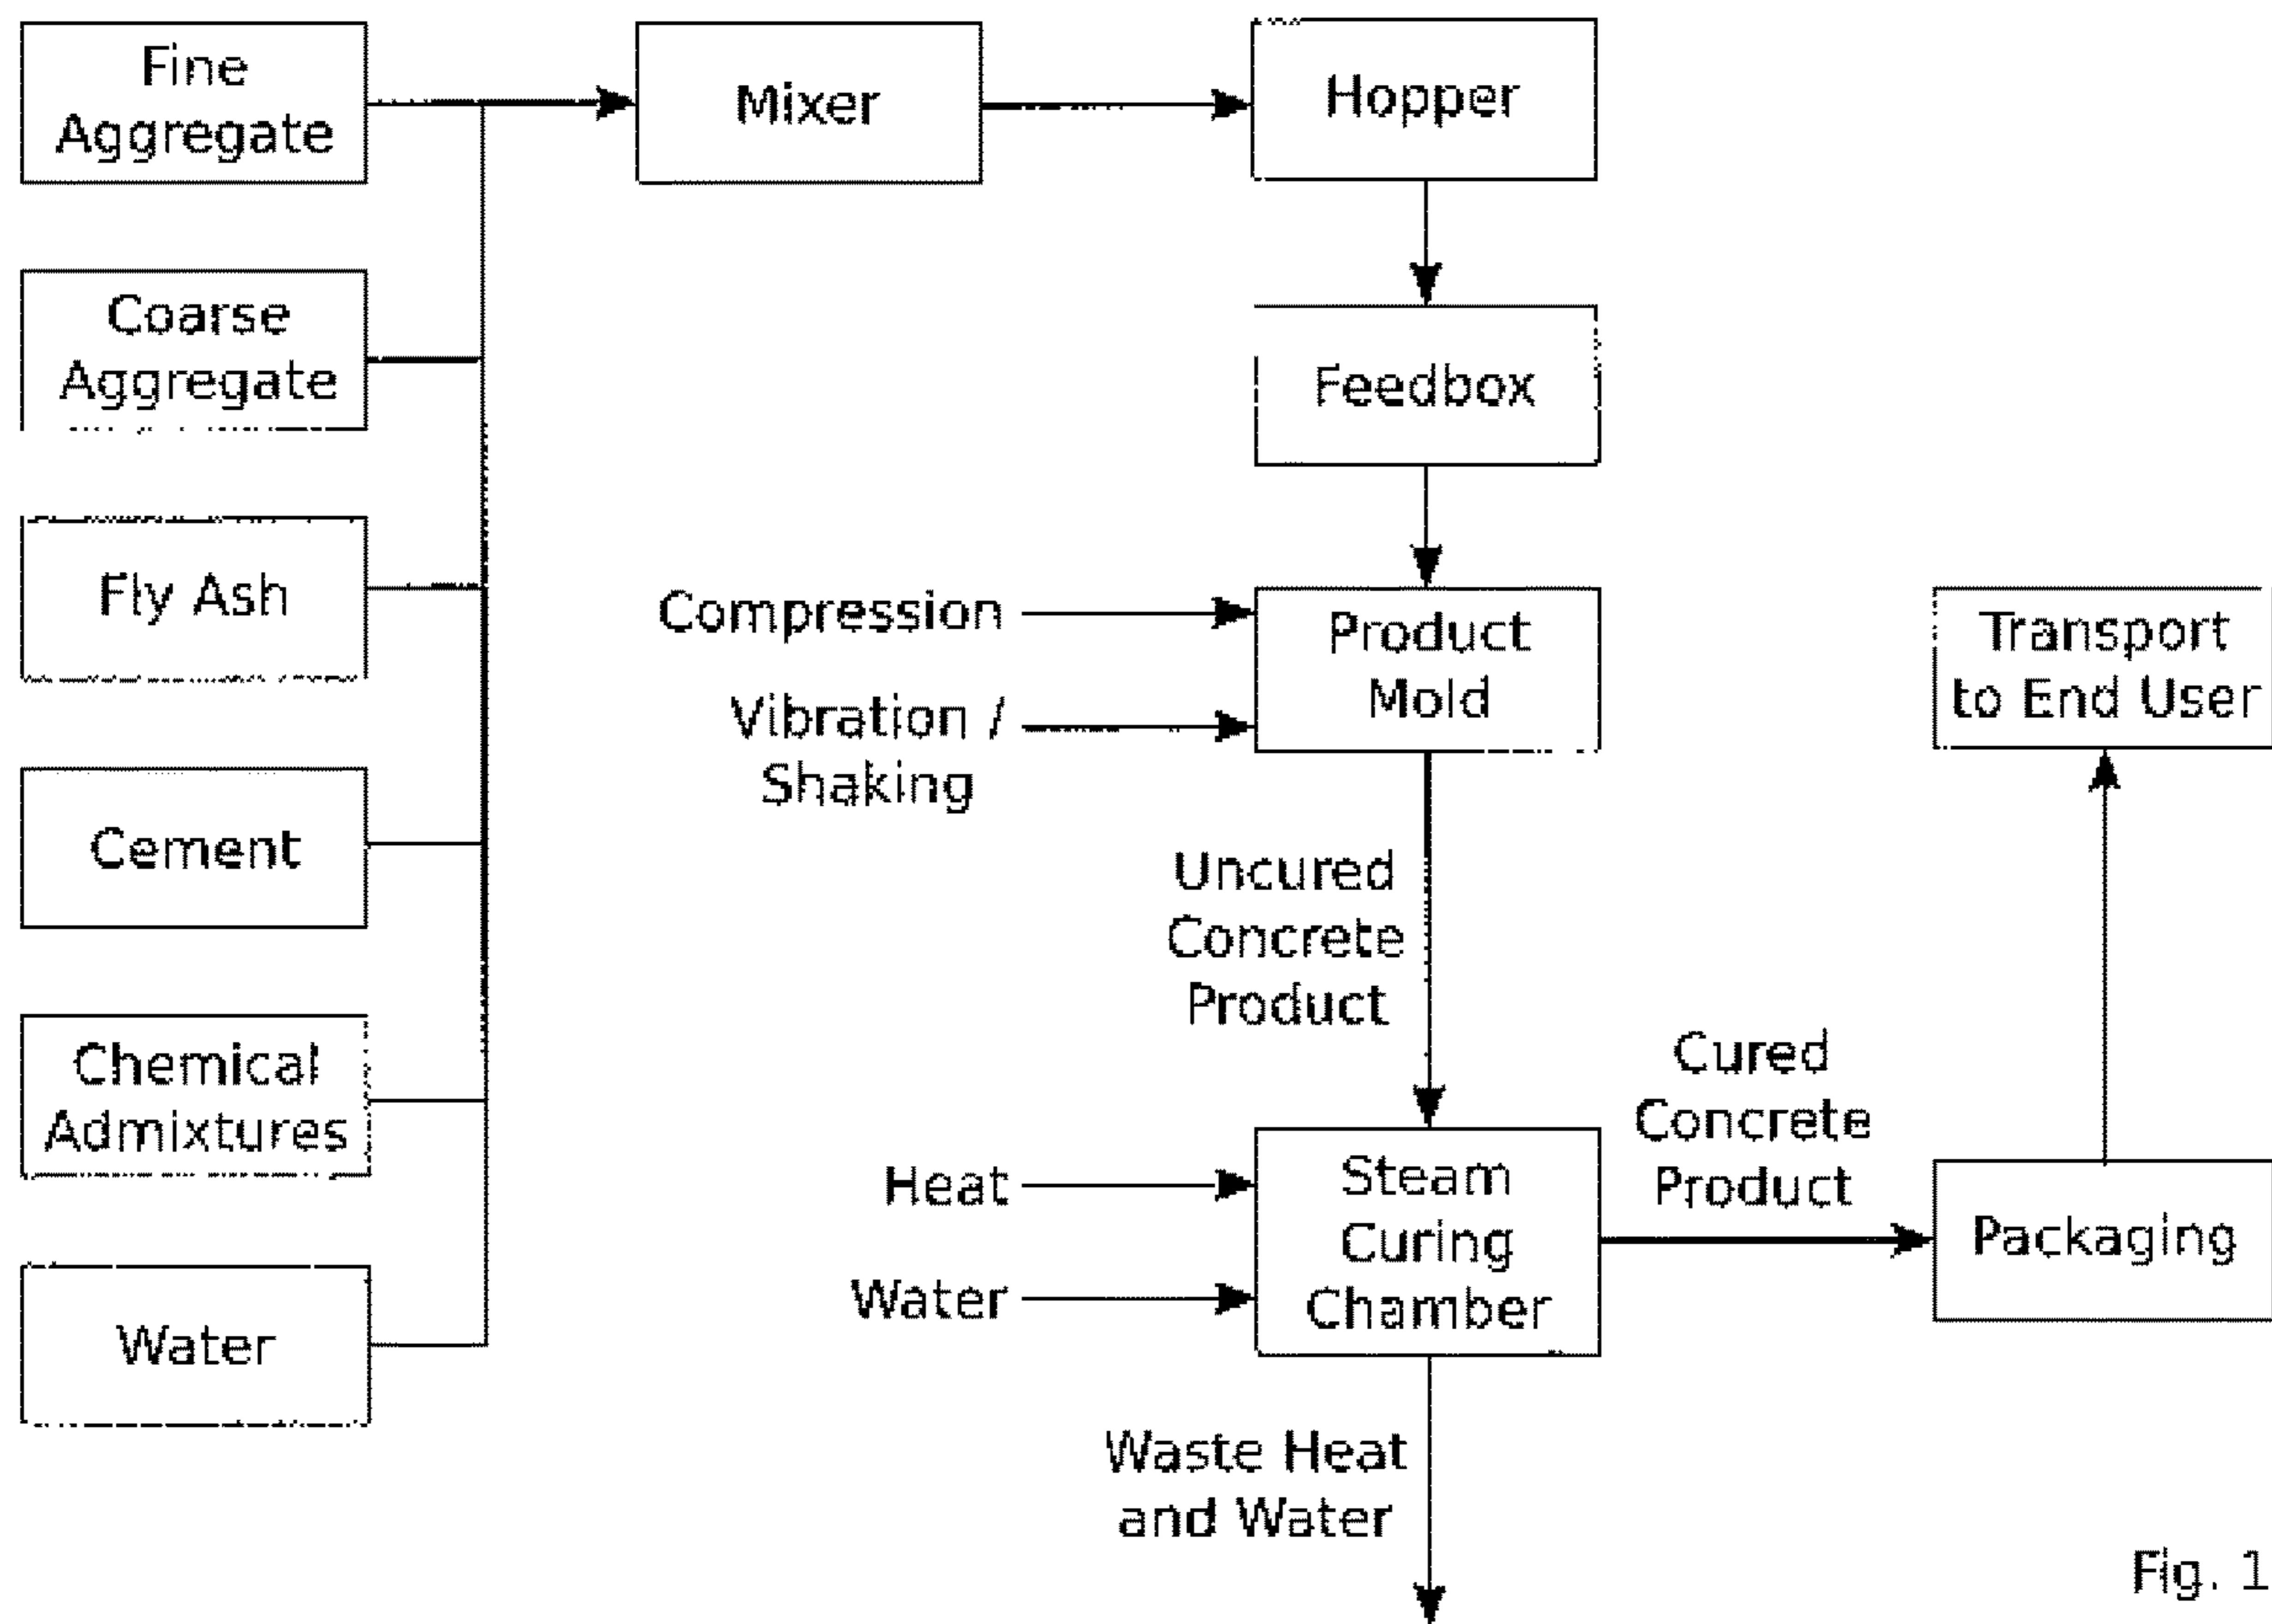 Fine
Aggregate
Mixer
Hopper
Coarse
Aggregate
Feedbox
Fly Ash
Compression
Vibration /
Shaking
Product
Mold
Transport
to End User
Cement
Uncured
Concrete
Product
Chemical
Admixtures
Cured
Concrete
Product
Heat
Water
Steam
Curing
Chamber
Packaging
Water
Waste Heat
and Water
Fig. 1